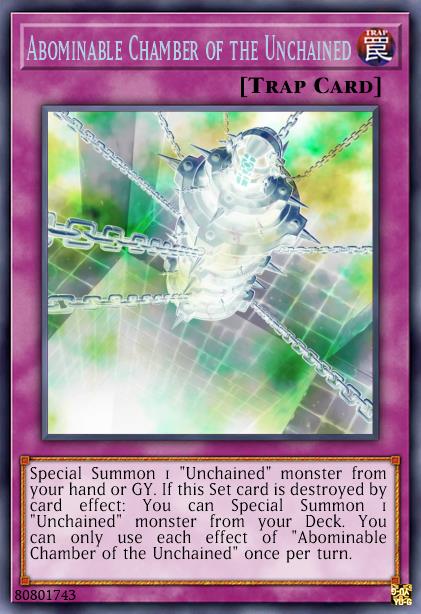 Abominable Chamber of the Unchained
TRAP
罠
[Trap Card]
Special Summon 1 "Unchained" monster from
your hand or GY. If this Set card is destroyed by
card effect: You can Special Summon 1
"Unchained" monster from your Deck. You
can only use each effect of "Abominable
Chamber of the Unchained" once per turn.
80801743